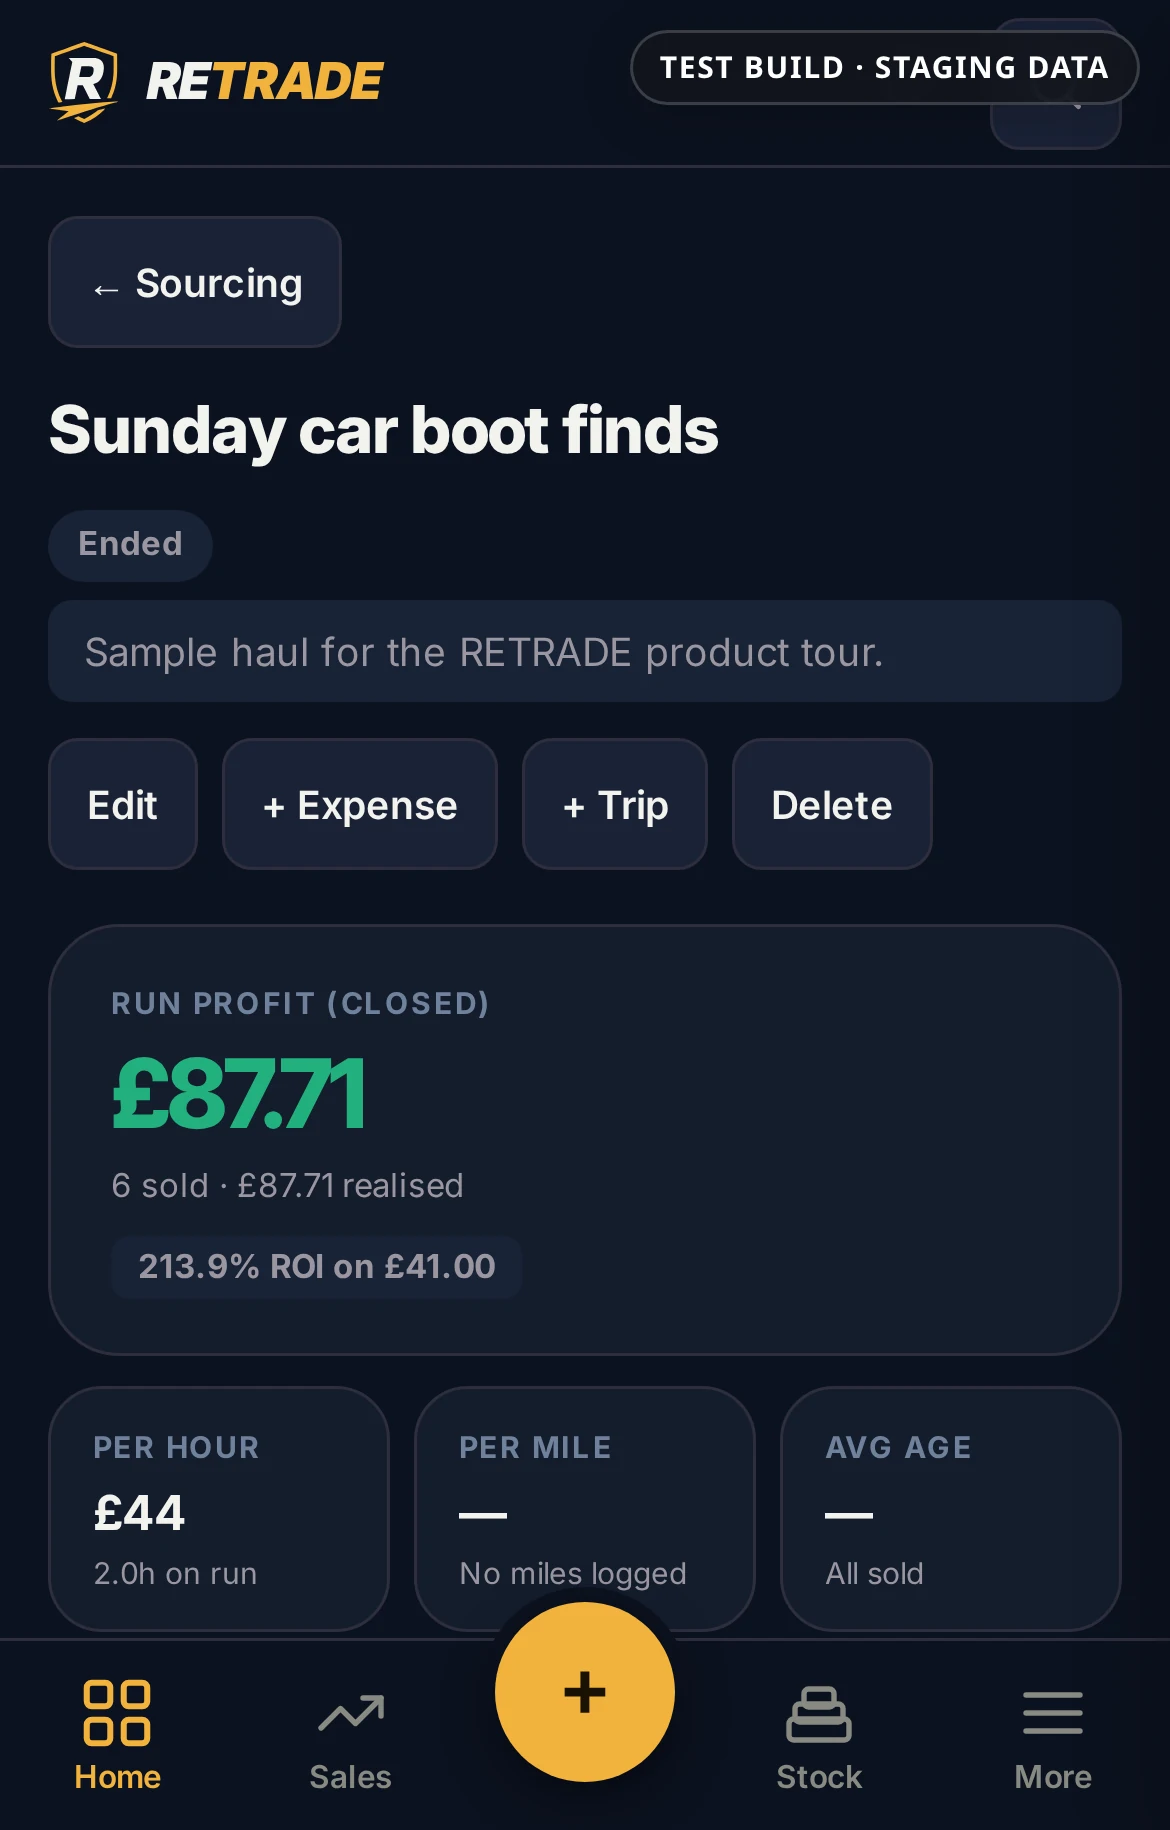 RETRADE
TEST BUILD · STAGING DATA
← Sourcing
Sunday car boot finds
Ended
Sample haul for the RETRADE product tour.
Edit
+ Expense
+ Trip
Delete
RUN PROFIT (CLOSED)
£87.71
6 sold · £87.71 realised
213.9% ROI on £41.00
PER HOUR
£44
2.0h on run
PER MILE
—
No miles logged
AVG AGE
—
All sold
+
Home
Sales
Stock
More